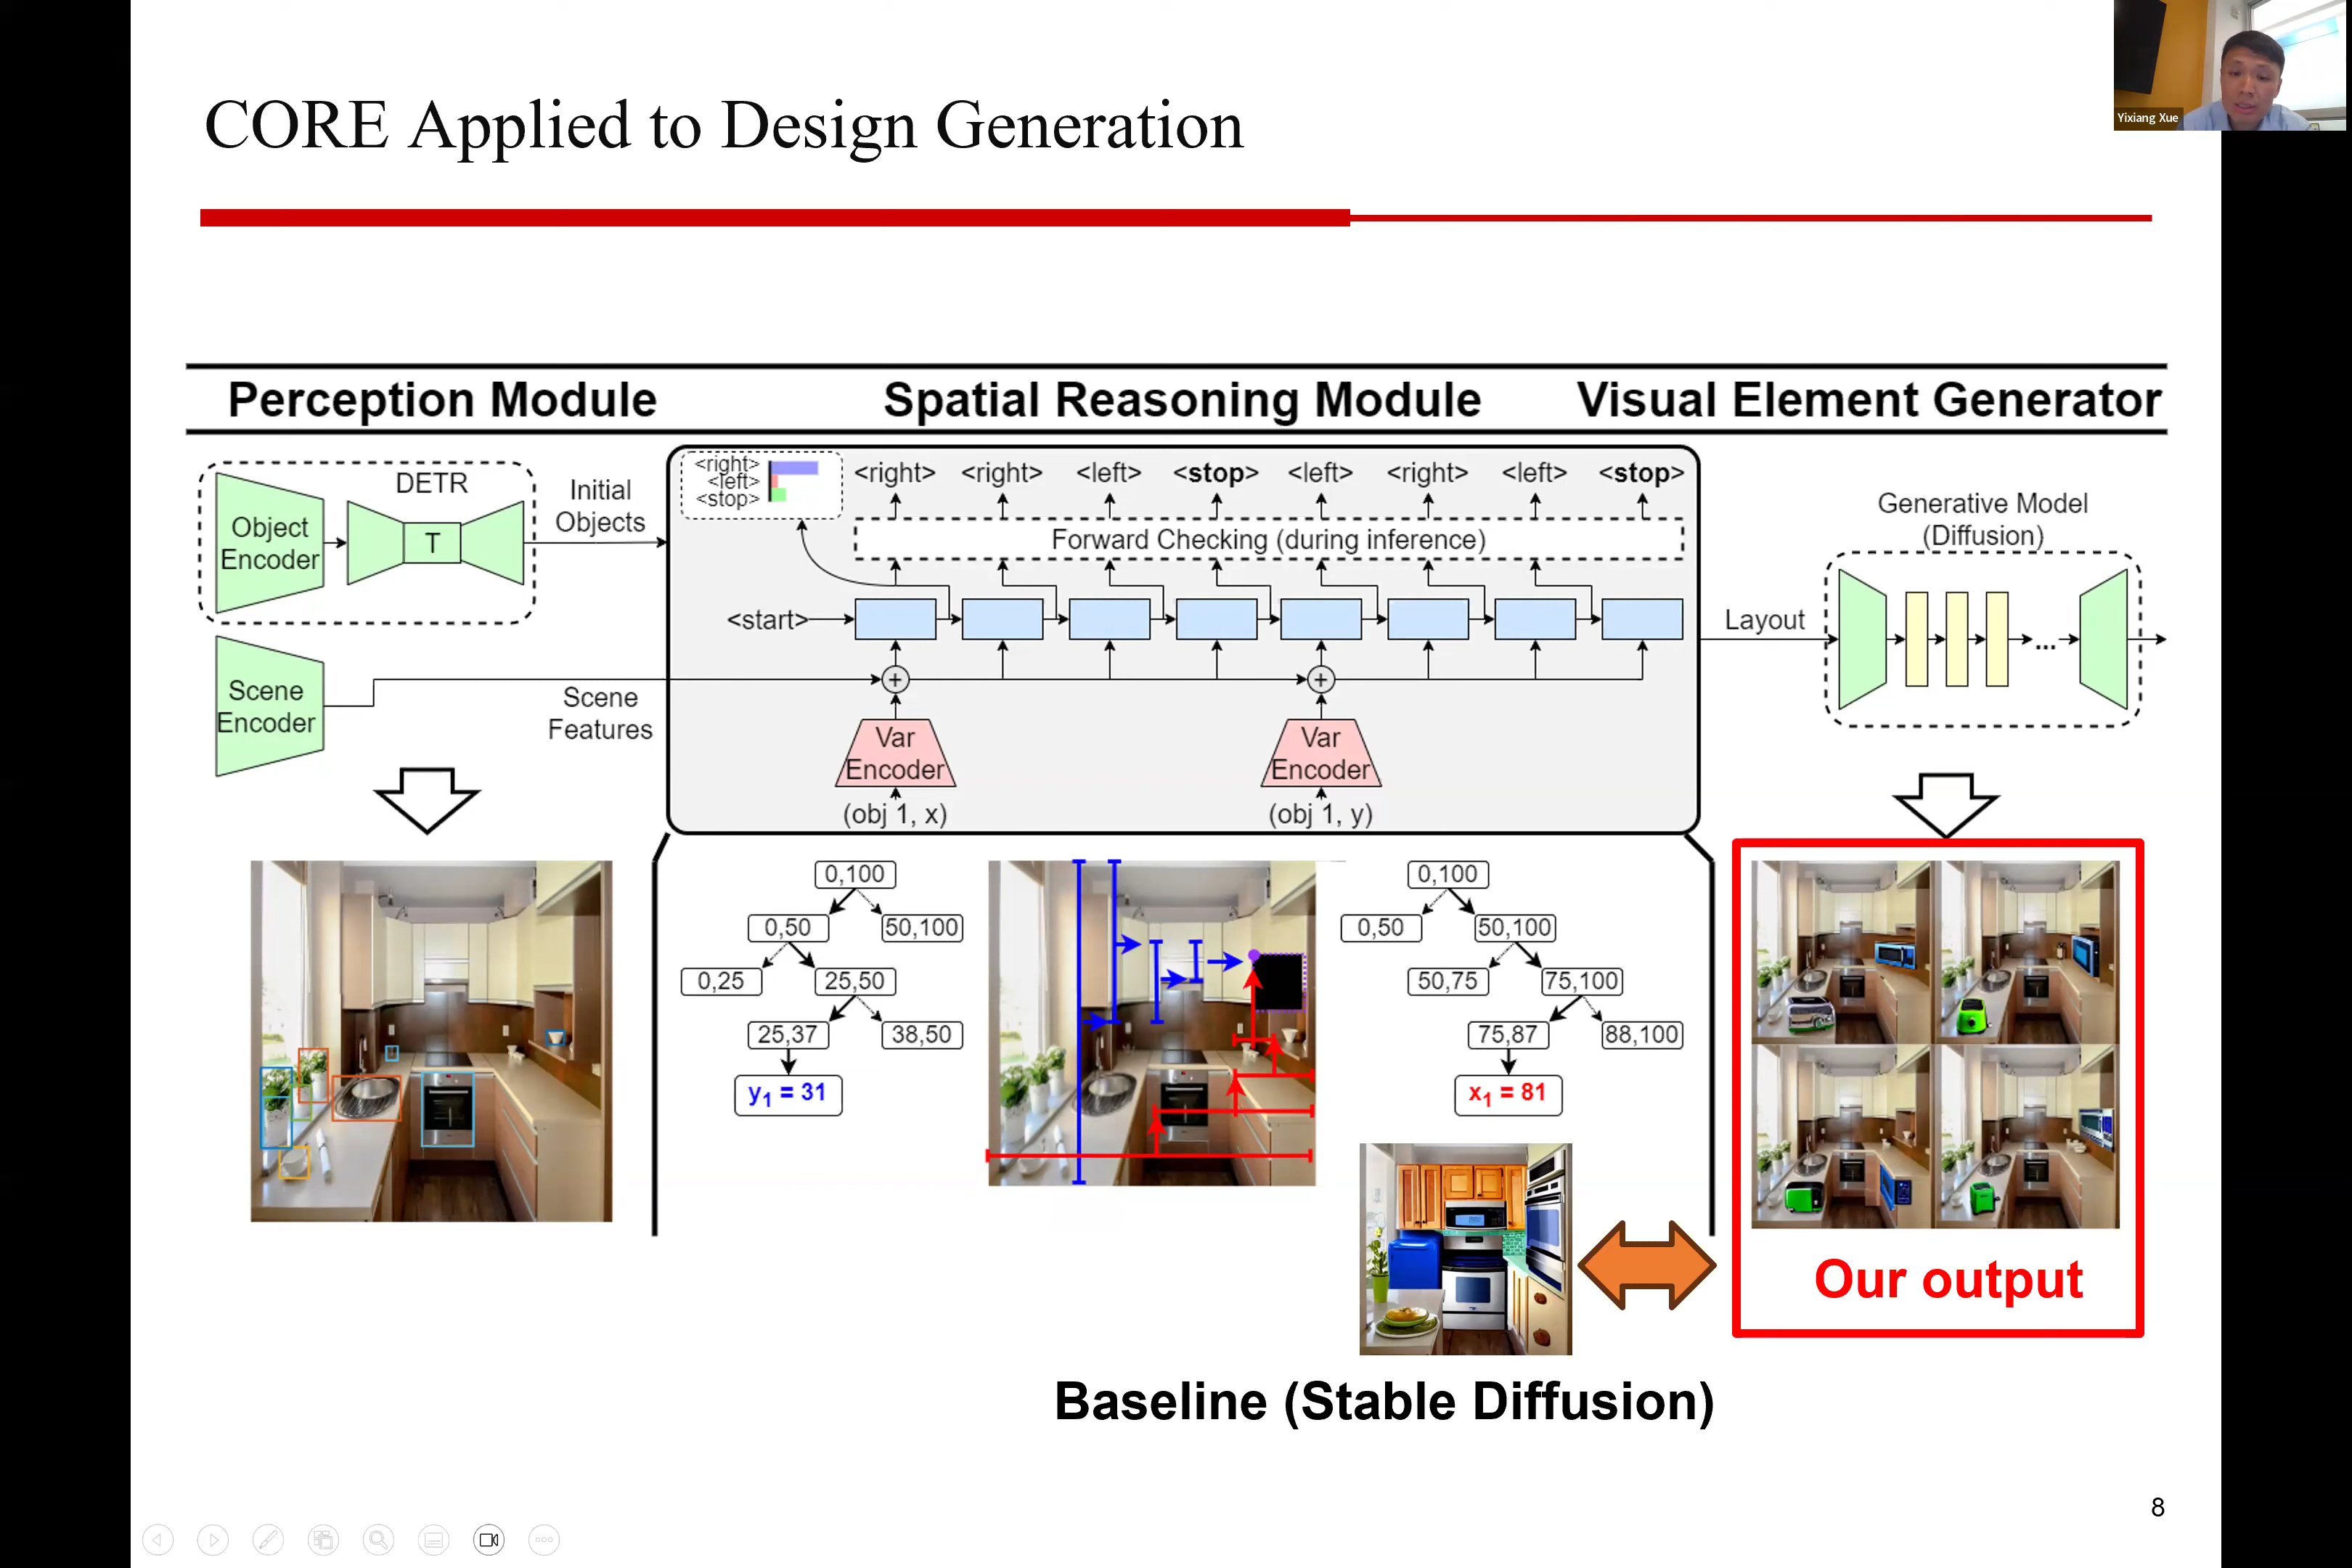 CORE Applied to Design Generation
Yixiang Xue
Perception Module
Spatial Reasoning Module
Visual Element Generator
DETR
Object
Encoder
T
Initial
Objects
Scene
Encoder
Scene
Features
<right>
<left>
<stop>
<right> <right> <left> <stop> <left> <right> <left> <stop>
Forward Checking (during inference)
<start>
+
+
Var
Encoder
(obj 1, x)
Var
Encoder
(obj 1, y)
Layout
Generative Model
(Diffusion)
...
0,100
0,50 50,100
0,25 25,50
25,37 38,50
y1 = 31
0,100
0,50 50,100
50,75 75,100
75,87 88,100
x1 = 81
Our output
Baseline (Stable Diffusion)
8